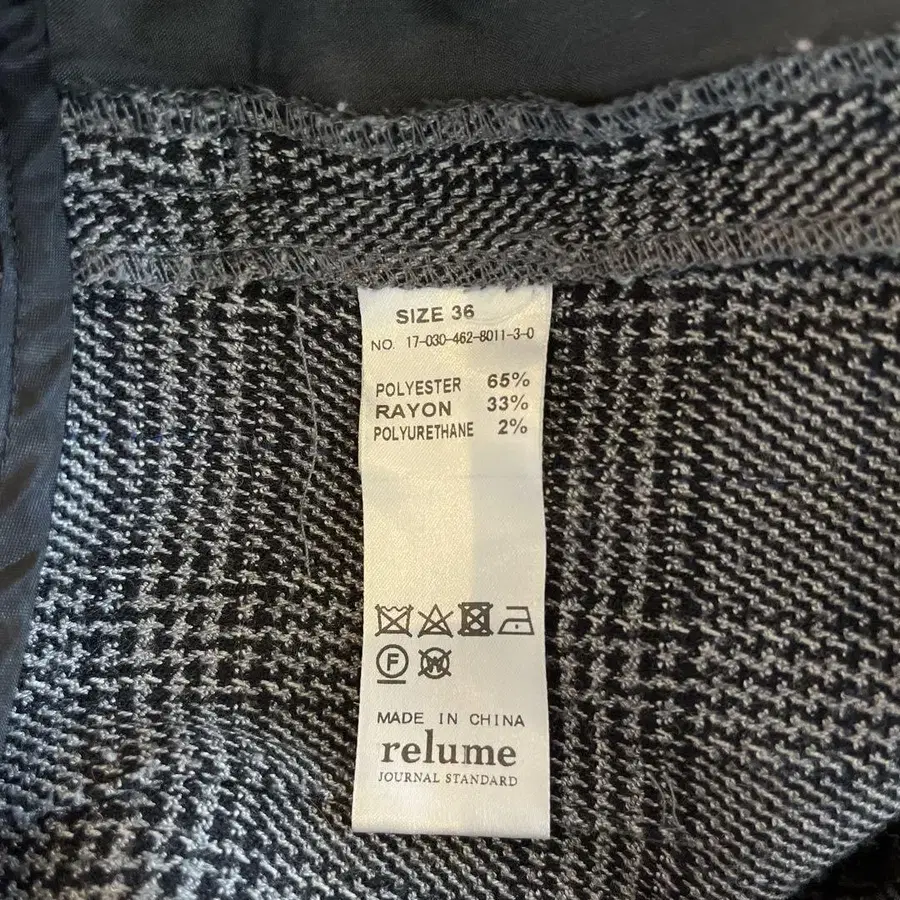 SIZE 36
NO. 17-030-462-8011-3-0
POLYESTER 65%
RAYON 33%
POLYURETHANE 2%
F W
MADE IN CHINA
relume
JOURNAL STANDARD